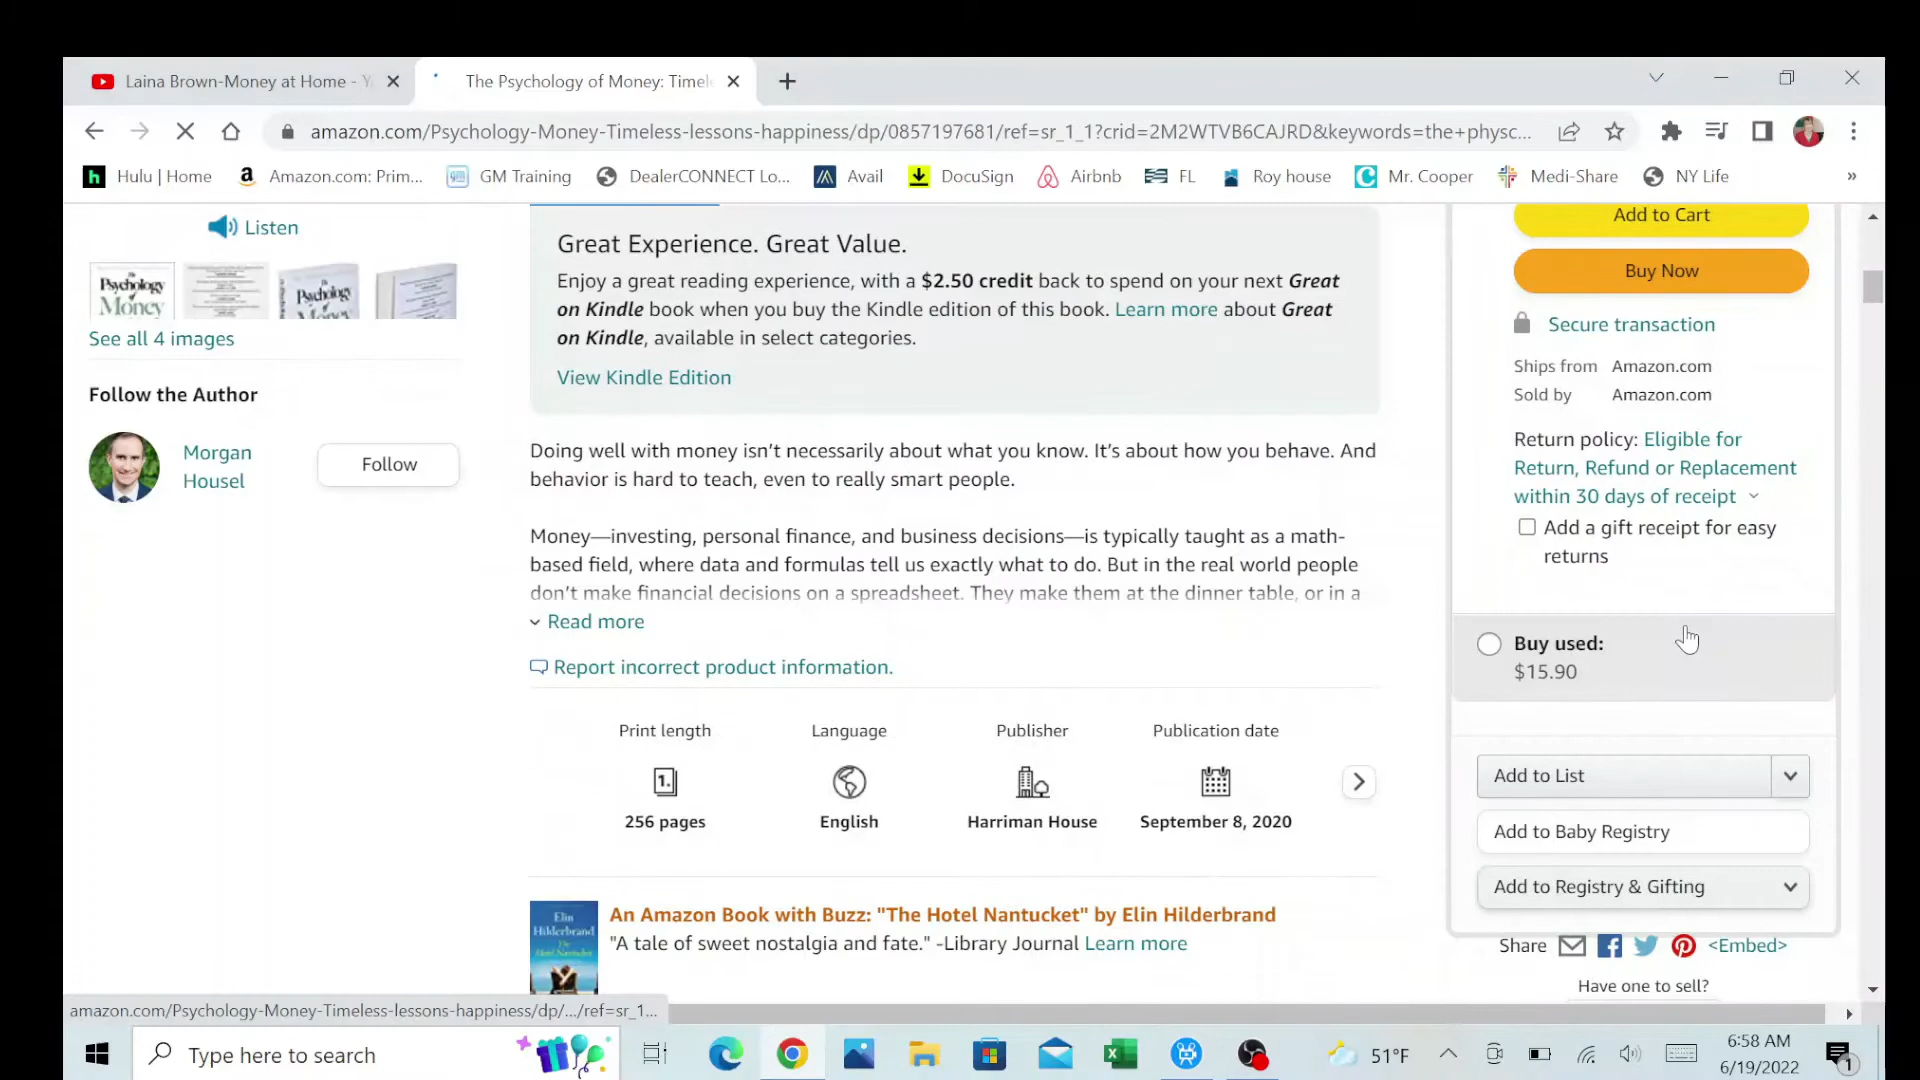 Laina Brown-Money at Home - Y
The Psychology of Money: Timele
amazon.com/Psychology-Money-Timeless-lessons-happiness/dp/0857197681/ref=sr_1_1?crid=2M2WTVB6CAJRD&keywords=the+physc...
Hulu | Home
Amazon.com: Prim...
GM Training
DealerCONNECT Lo...
Avail
DocuSign
Airbnb
FL
Roy house
Mr. Cooper
Medi-Share
NY Life
»
Listen
The
Psychology
of
Money
The
Psychology
of Money
See all 4 images
Follow the Author
Morgan
Housel
Follow
Great Experience. Great Value.
Enjoy a great reading experience, with a $2.50 credit back to spend on your next Great
on Kindle book when you buy the Kindle edition of this book. Learn more about Great
on Kindle, available in select categories.
View Kindle Edition
Doing well with money isn’t necessarily about what you know. It’s about how you behave. And
behavior is hard to teach, even to really smart people.
Money—investing, personal finance, and business decisions—is typically taught as a math-
based field, where data and formulas tell us exactly what to do. But in the real world people
don’t make financial decisions on a spreadsheet. They make them at the dinner table, or in a
Read more
Report incorrect product information.
Print length
256 pages
Language
English
Publisher
Harriman House
Publication date
September 8, 2020
Elin
Hilderbrand
An Amazon Book with Buzz: "The Hotel Nantucket" by Elin Hilderbrand
"A tale of sweet nostalgia and fate." -Library Journal Learn more
Add to Cart
Buy Now
Secure transaction
Ships from Amazon.com
Sold by Amazon.com
Return policy: Eligible for
Return, Refund or Replacement
within 30 days of receipt
Add a gift receipt for easy
returns
Buy used:
$15.90
Add to List
Add to Baby Registry
Add to Registry & Gifting
Share <Embed>
Have one to sell?
amazon.com/Psychology-Money-Timeless-lessons-happiness/dp/.../ref=sr_1...
Type here to search
51°F
6:58 AM
6/19/2022
1